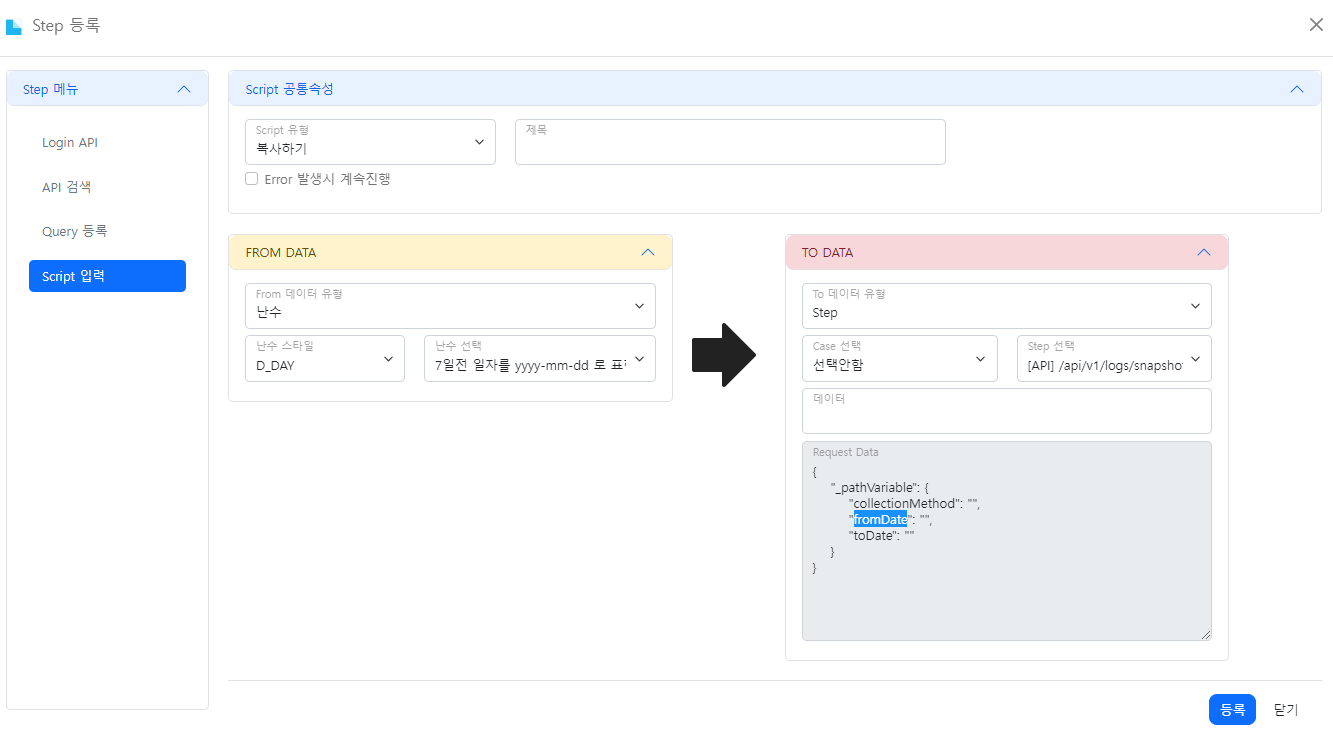 Step 등록
Step 메뉴
Login API
API 검색
Query 등록
Script 입력
Script 공통속성
Script 유형
복사하기
제목
Error 발생시 계속진행
FROM DATA
From 데이터 유형
난수
난수 스타일
D_DAY
난수 선택
7일전 일자를 yyyy-mm-dd 로 표
TO DATA
To 데이터 유형
Step
Case 선택
선택안함
Step 선택
[API] /api/v1/logs/snapshot
데이터
Request Data
{
"_pathVariable": {
"collectionMethod": "",
"fromDate": "",
"toDate": ""
}
}
등록
닫기